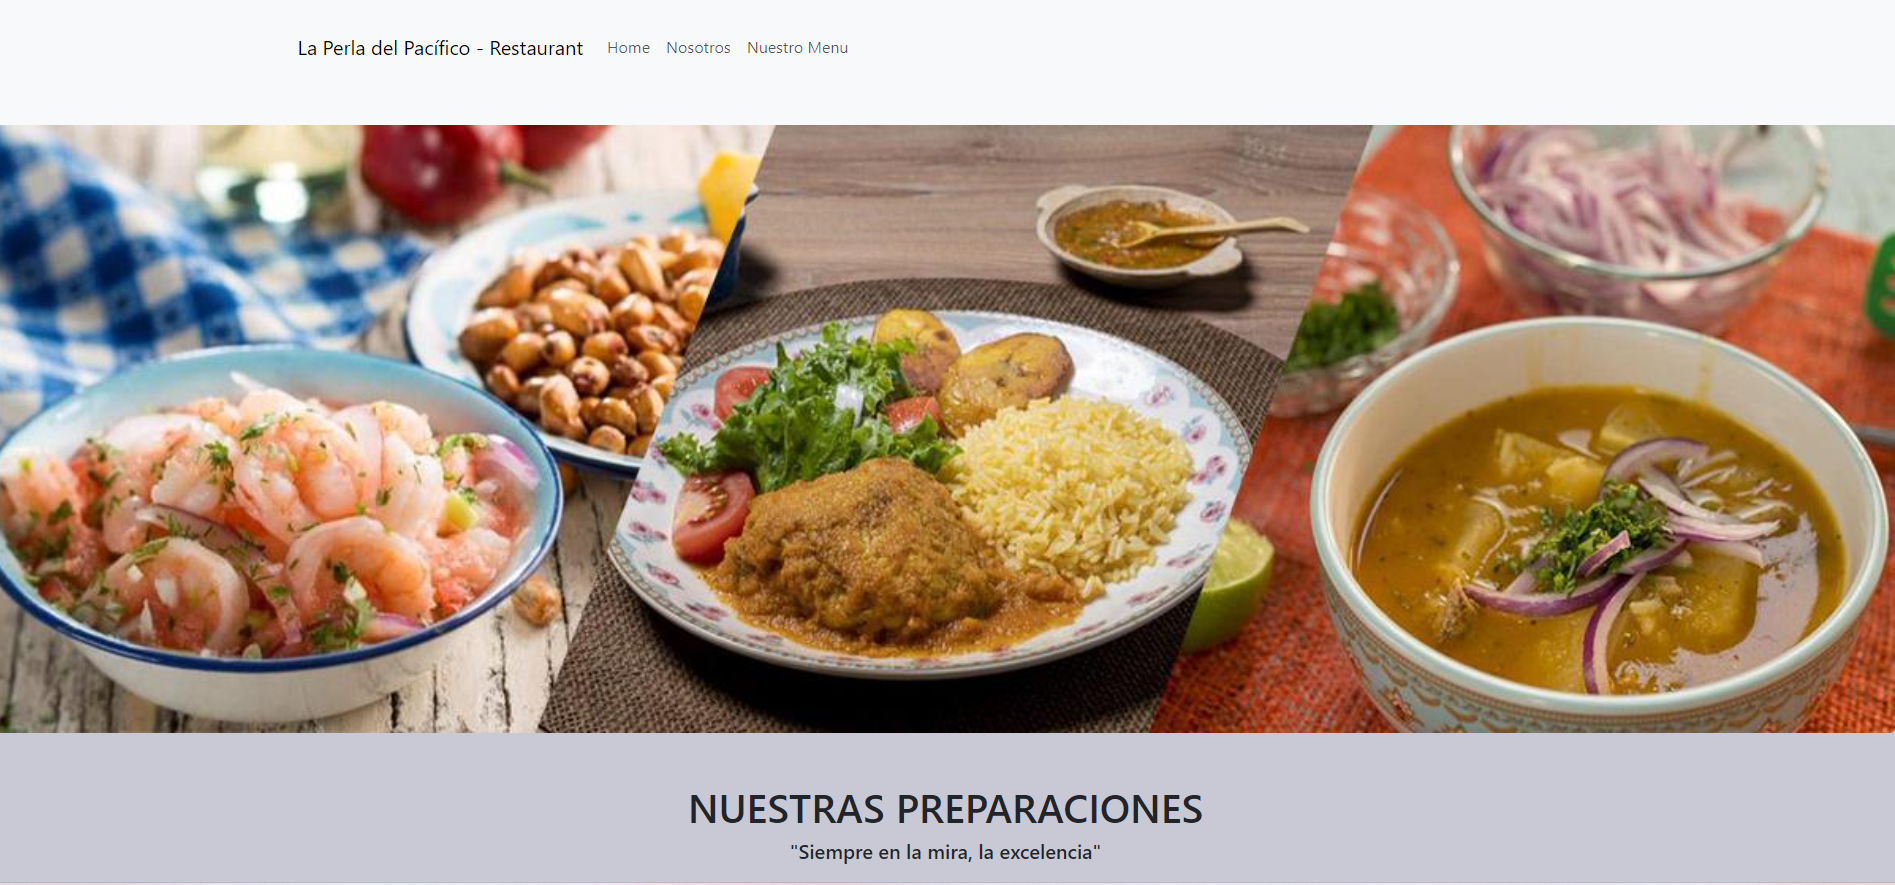 La Perla del Pacífico - Restaurant Home Nosotros Nuestro Menu
NUESTRAS PREPARACIONES
"Siempre en la mira, la excelencia"